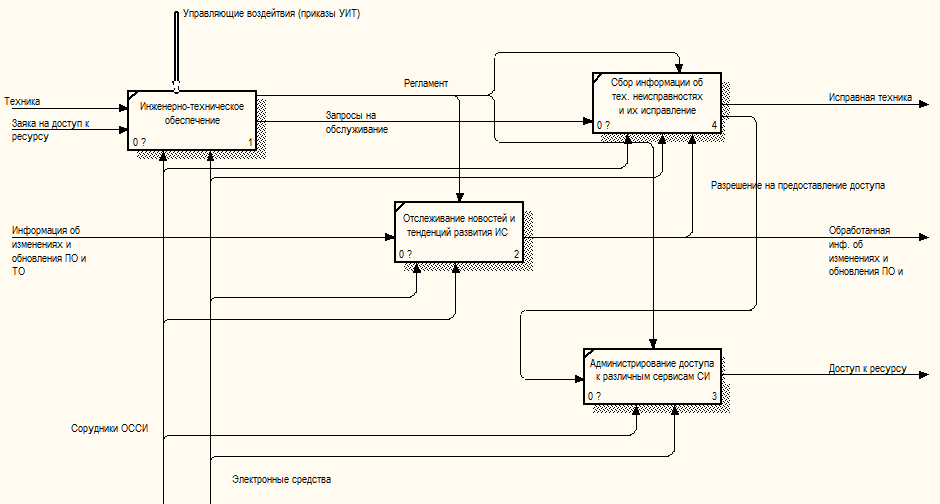 Управляющие воздейтвия (приказы УИТ)
Техника
Заяка на доступ к
ресурсу
Инженерно-техническое
обеспечение
0 ?
1
Регламент
Запросы на
обслуживание
Сбор информации об
тех. неисправностях
и их исправление
0 ?
4
Исправная техника
Разрешение на предоставление доступа
Информация об
изменениях и
обновления ПО и
ТО
Отслеживание новостей и
тенденций развития ИС
0 ?
2
Обработанная
инф. об
изменениях и
обновления ПО и
Администрирование доступа
к различным сервисам СИ
0 ?
3
Доступ к ресурсу
Сорудники ОССИ
Электронные средства